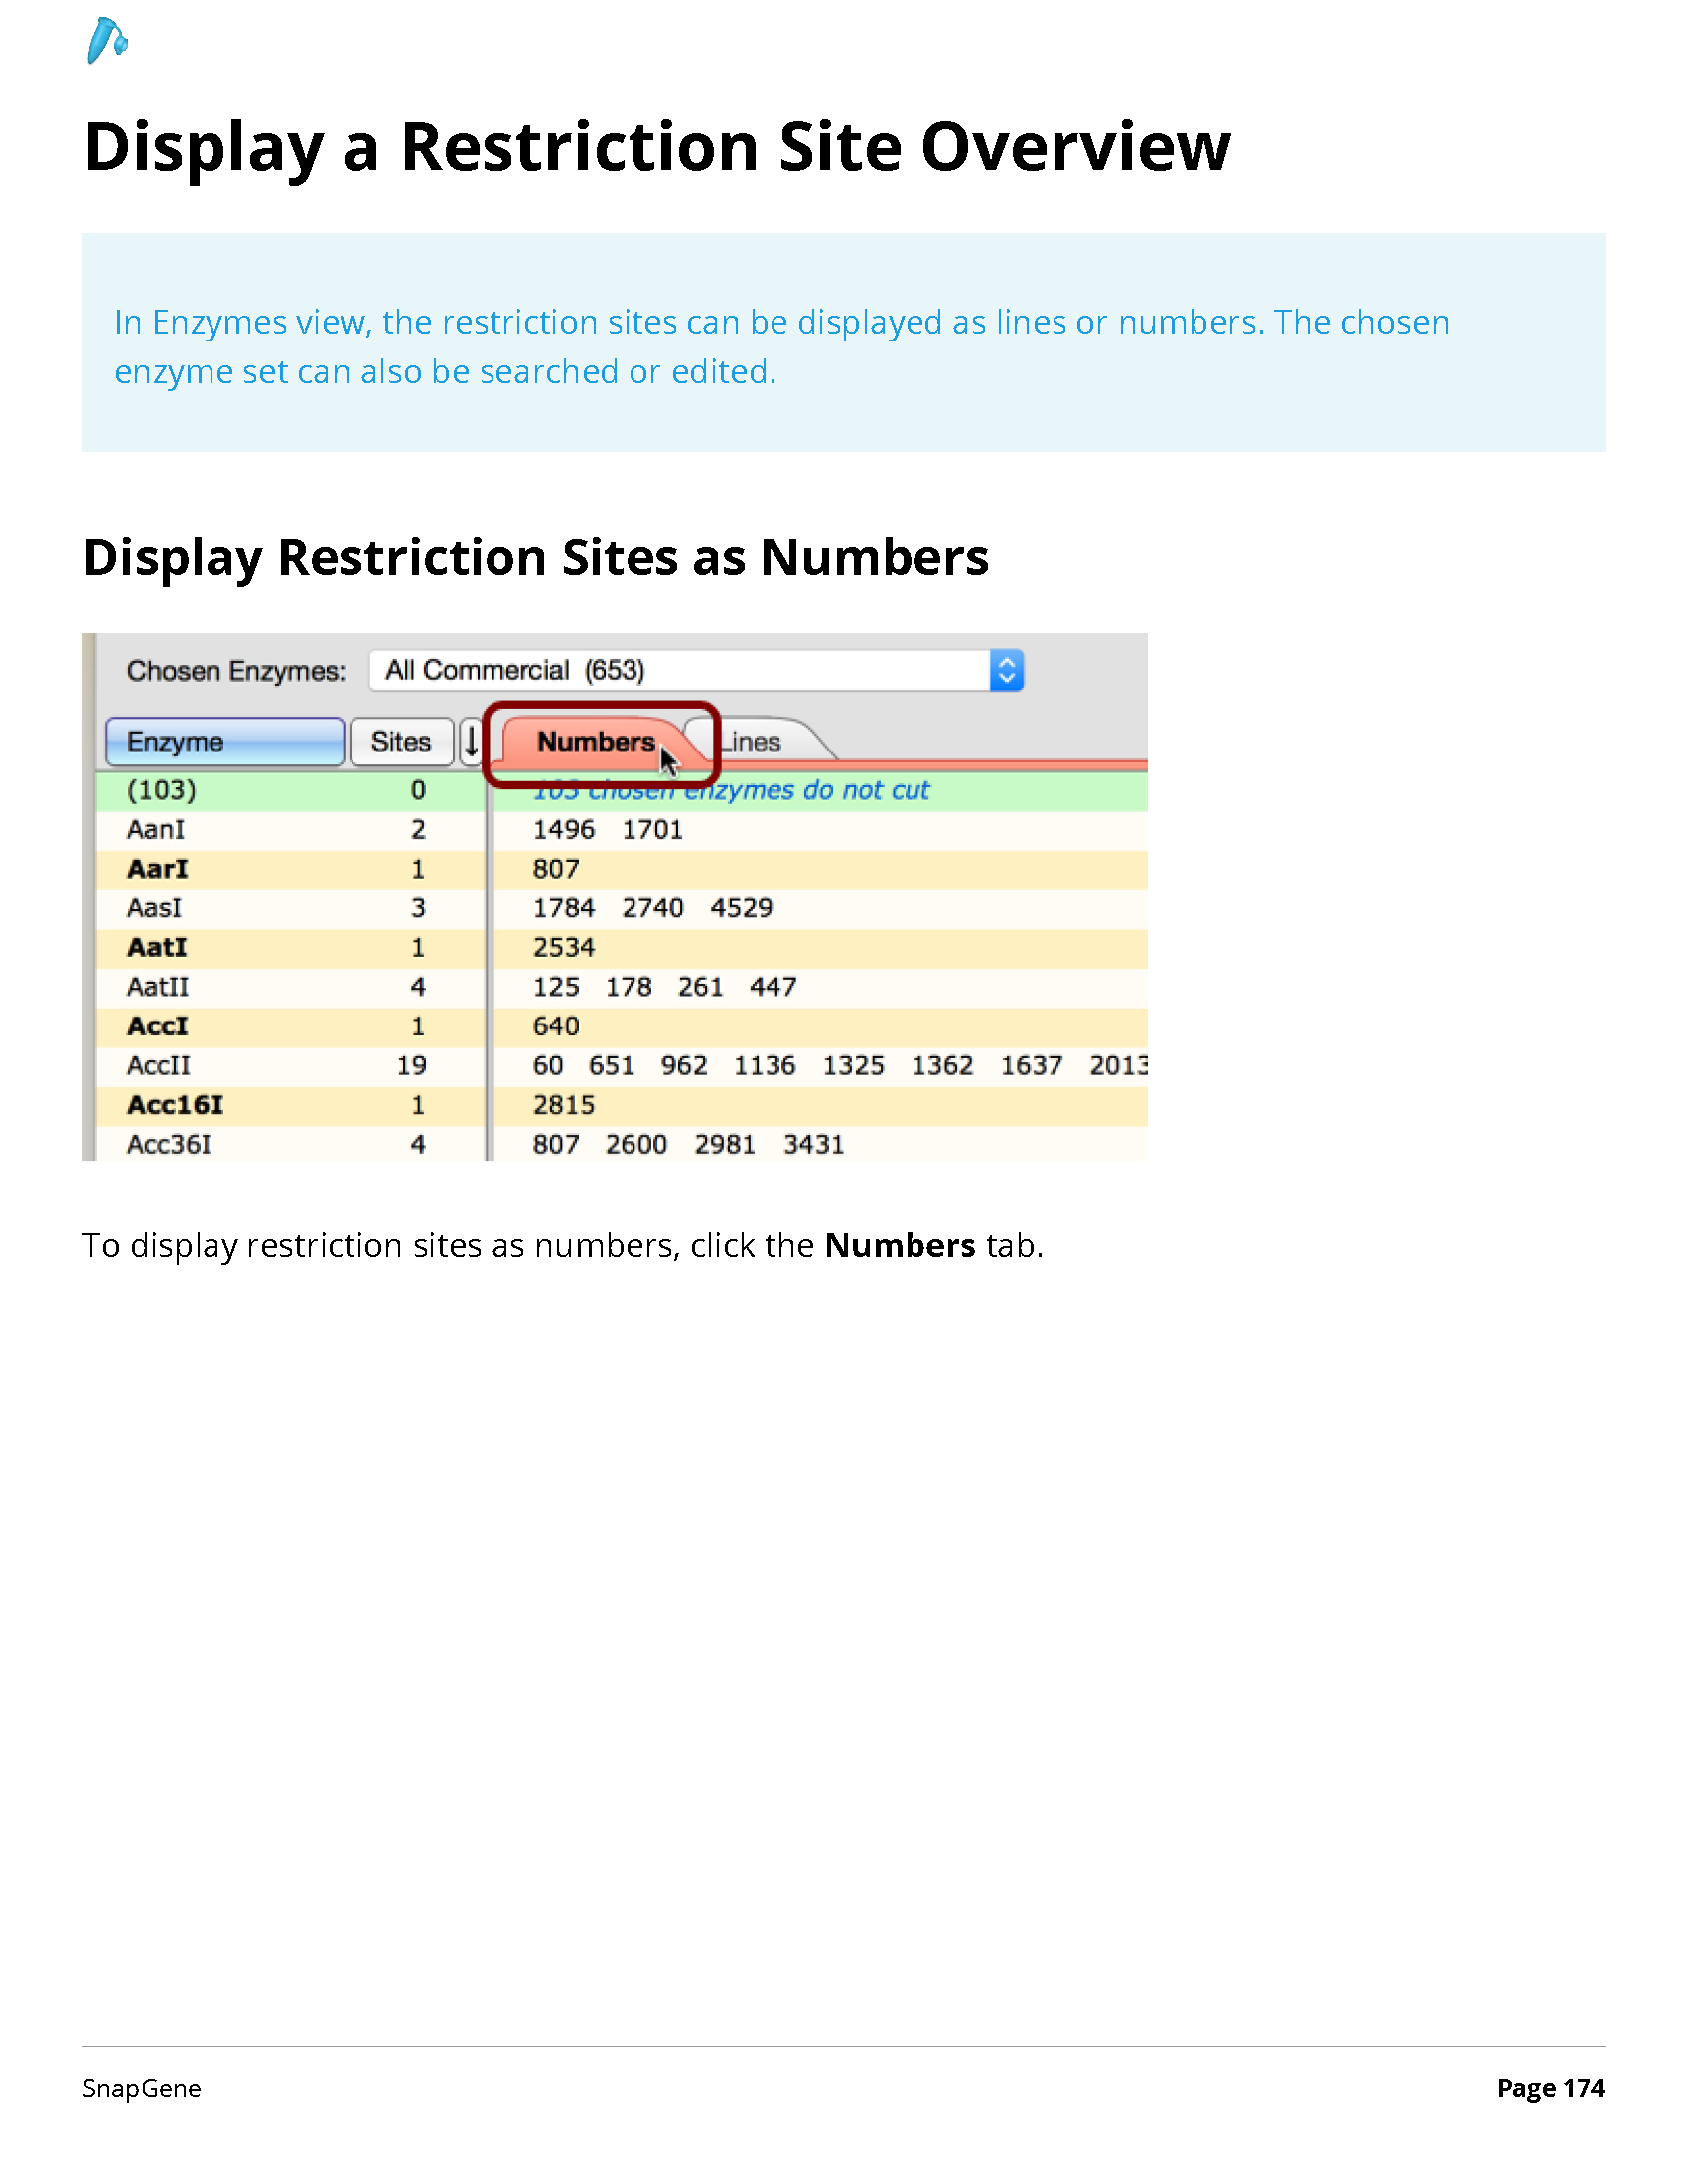 Display a Restriction Site Overview
In Enzymes view, the restriction sites can be displayed as lines or numbers. The chosen
enzyme set can also be searched or edited.
Display Restriction Sites as Numbers
Chosen Enzymes: All Commercial (653)
Enzyme Sites ↓ Numbers Lines
(103) 0 103 chosen enzymes do not cut
AanI 2 1496 1701
AarI 1 807
AasI 3 1784 2740 4529
AatI 1 2534
AatII 4 125 178 261 447
AccI 1 640
AccII 19 60 651 962 1136 1325 1362 1637 2013
Acc16I 1 2815
Acc36I 4 807 2600 2981 3431
To display restriction sites as numbers, click the Numbers tab.
SnapGene Page 174